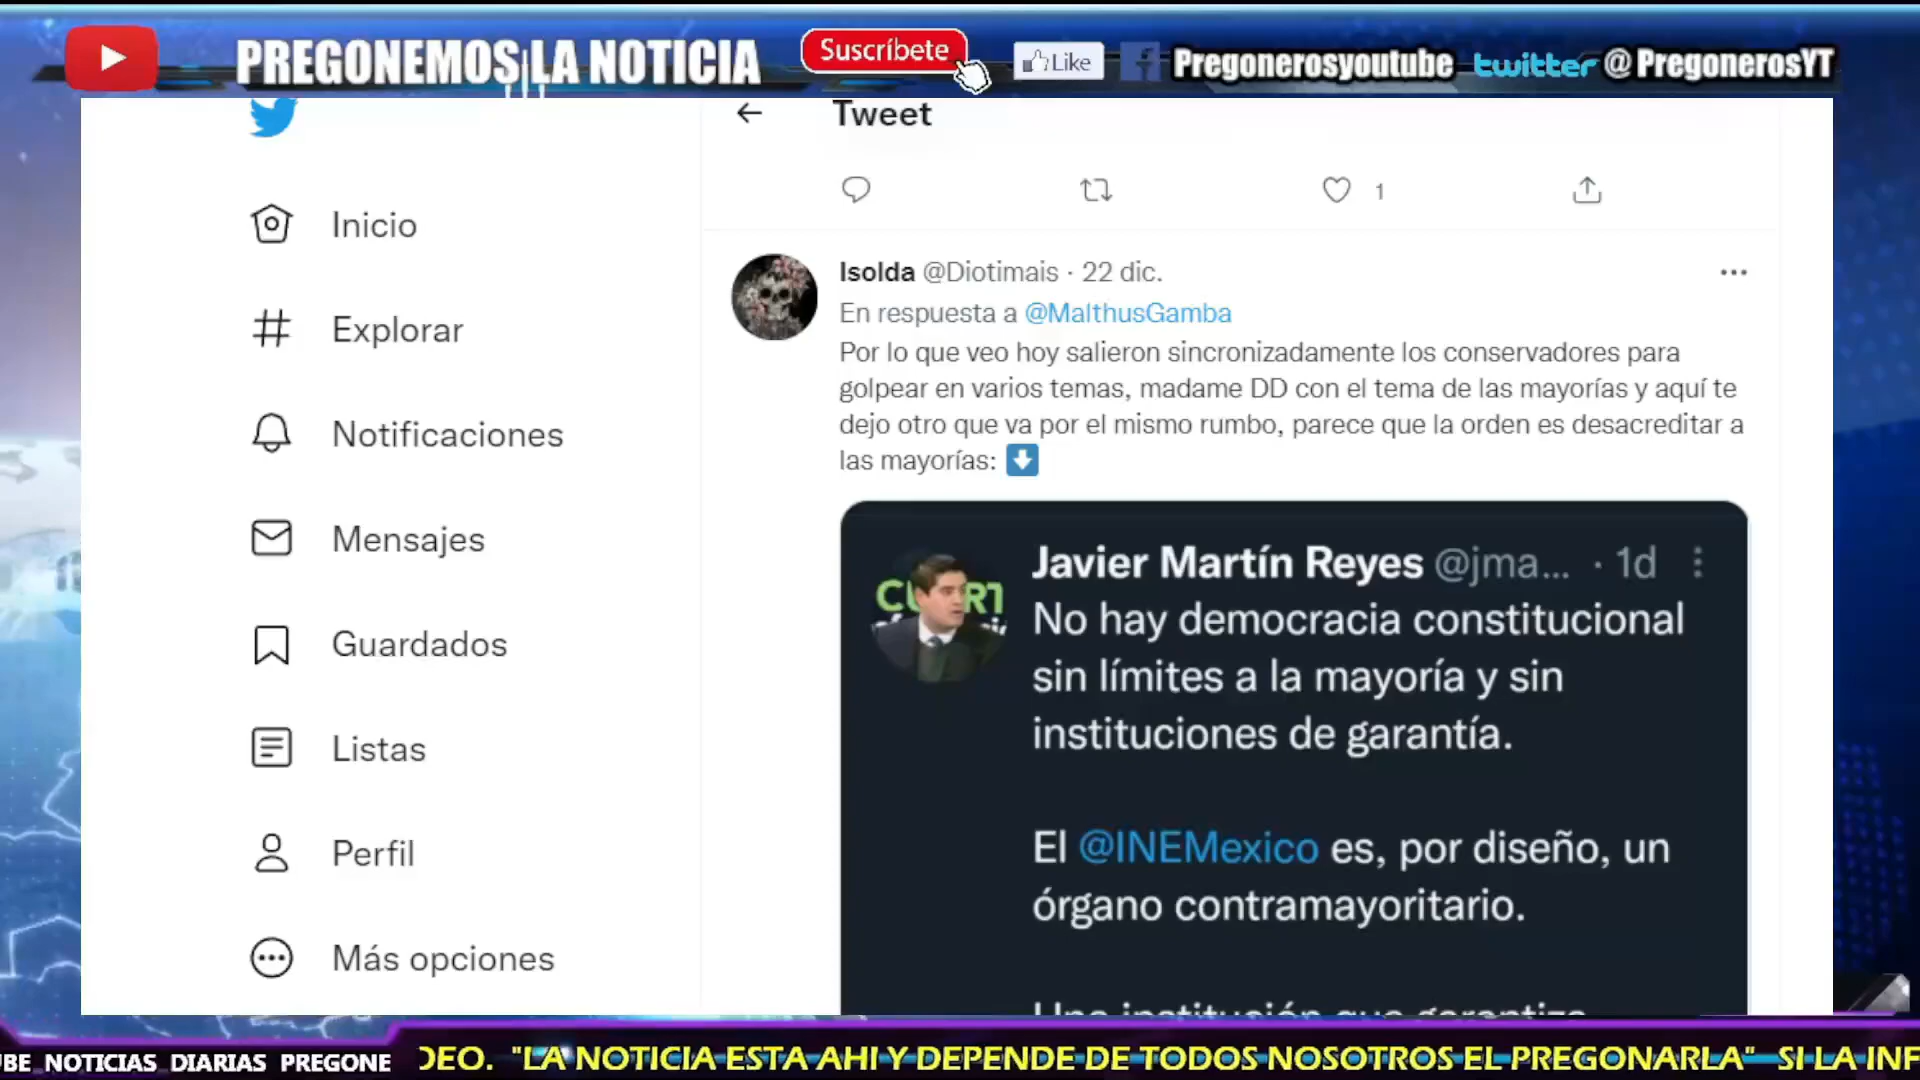 PREGONEMOS LA NOTICIA
Suscríbete
Like
Pregonerosyoutube
twitter @PregonerosYT
Tweet
1
Inicio
Explorar
Notificaciones
Mensajes
Guardados
Listas
Perfil
Más opciones
Isolda @Diotimais · 22 dic.
En respuesta a @MalthusGamba
Por lo que veo hoy salieron sincronizadamente los conservadores para
golpear en varios temas, madame DD con el tema de las mayorías y aquí te
dejo otro que va por el mismo rumbo, parece que la orden es desacreditar a
las mayorías:
Javier Martín Reyes @jma... · 1d
No hay democracia constitucional
sin límites a la mayoría y sin
instituciones de garantía.
El @INEMexico es, por diseño, un
órgano contramayoritario.
Una institución que garantiza
BE NOTICIAS DIARIAS PREGONE
DEO. "LA NOTICIA ESTA AHI Y DEPENDE DE TODOS NOSOTROS EL PREGONARLA" SI LA INF